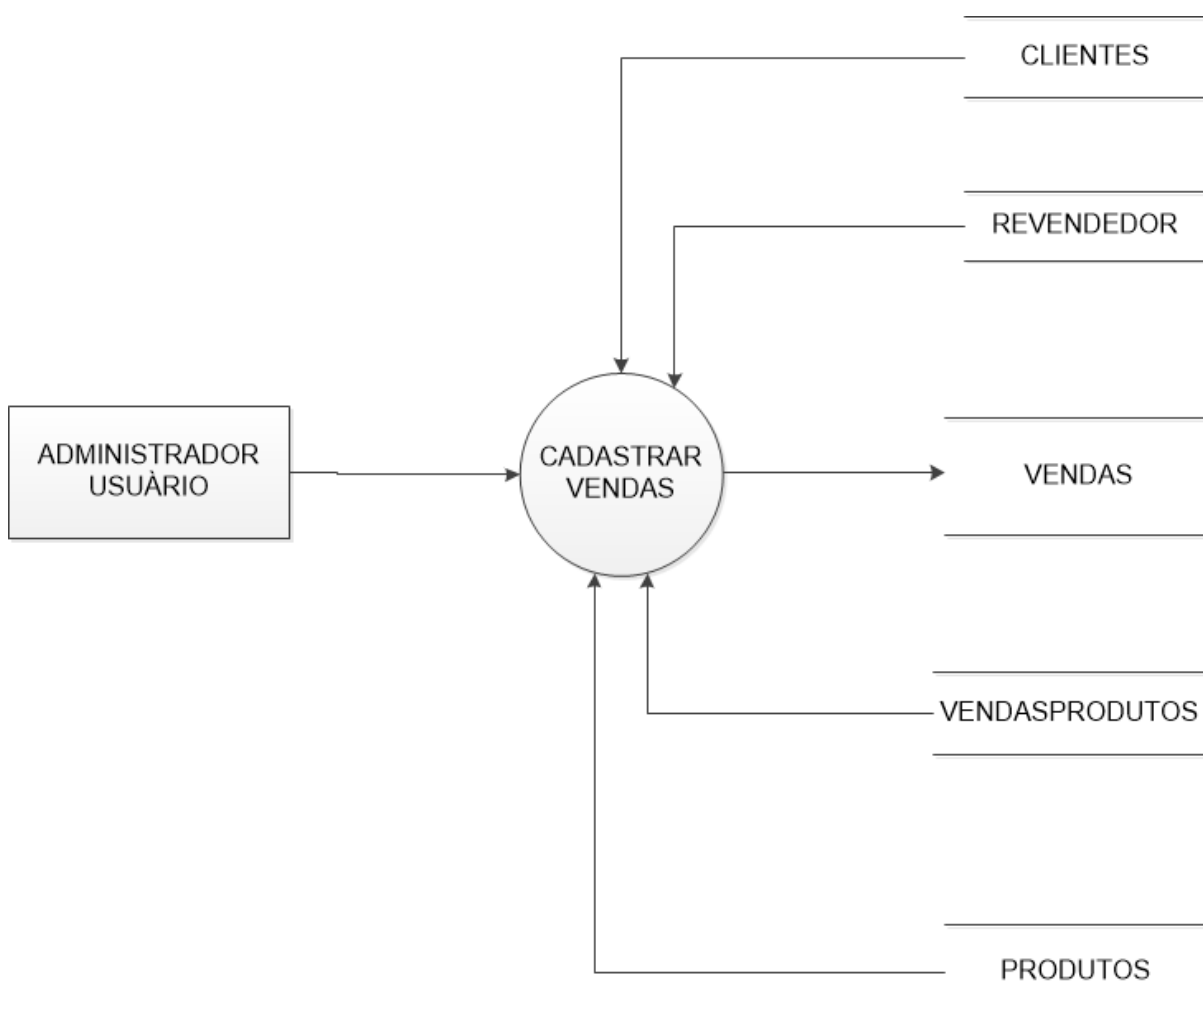 CLIENTES
REVENDEDOR
ADMINISTRADOR
USUÀRIO
CADASTRAR
VENDAS
VENDAS
VENDASPRODUTOS
PRODUTOS